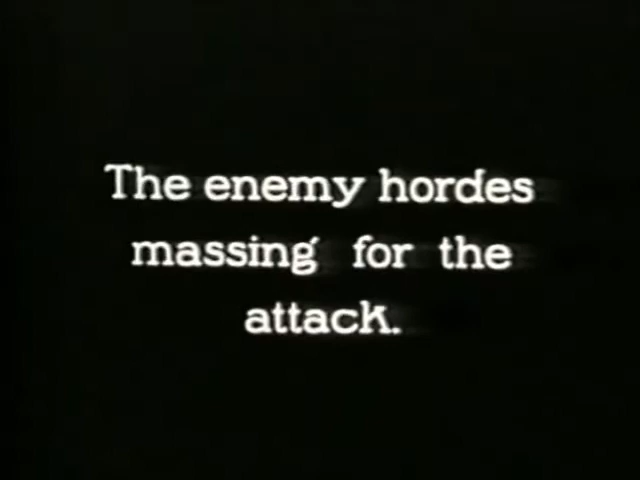 The enemy hordes
massing for the
attack.